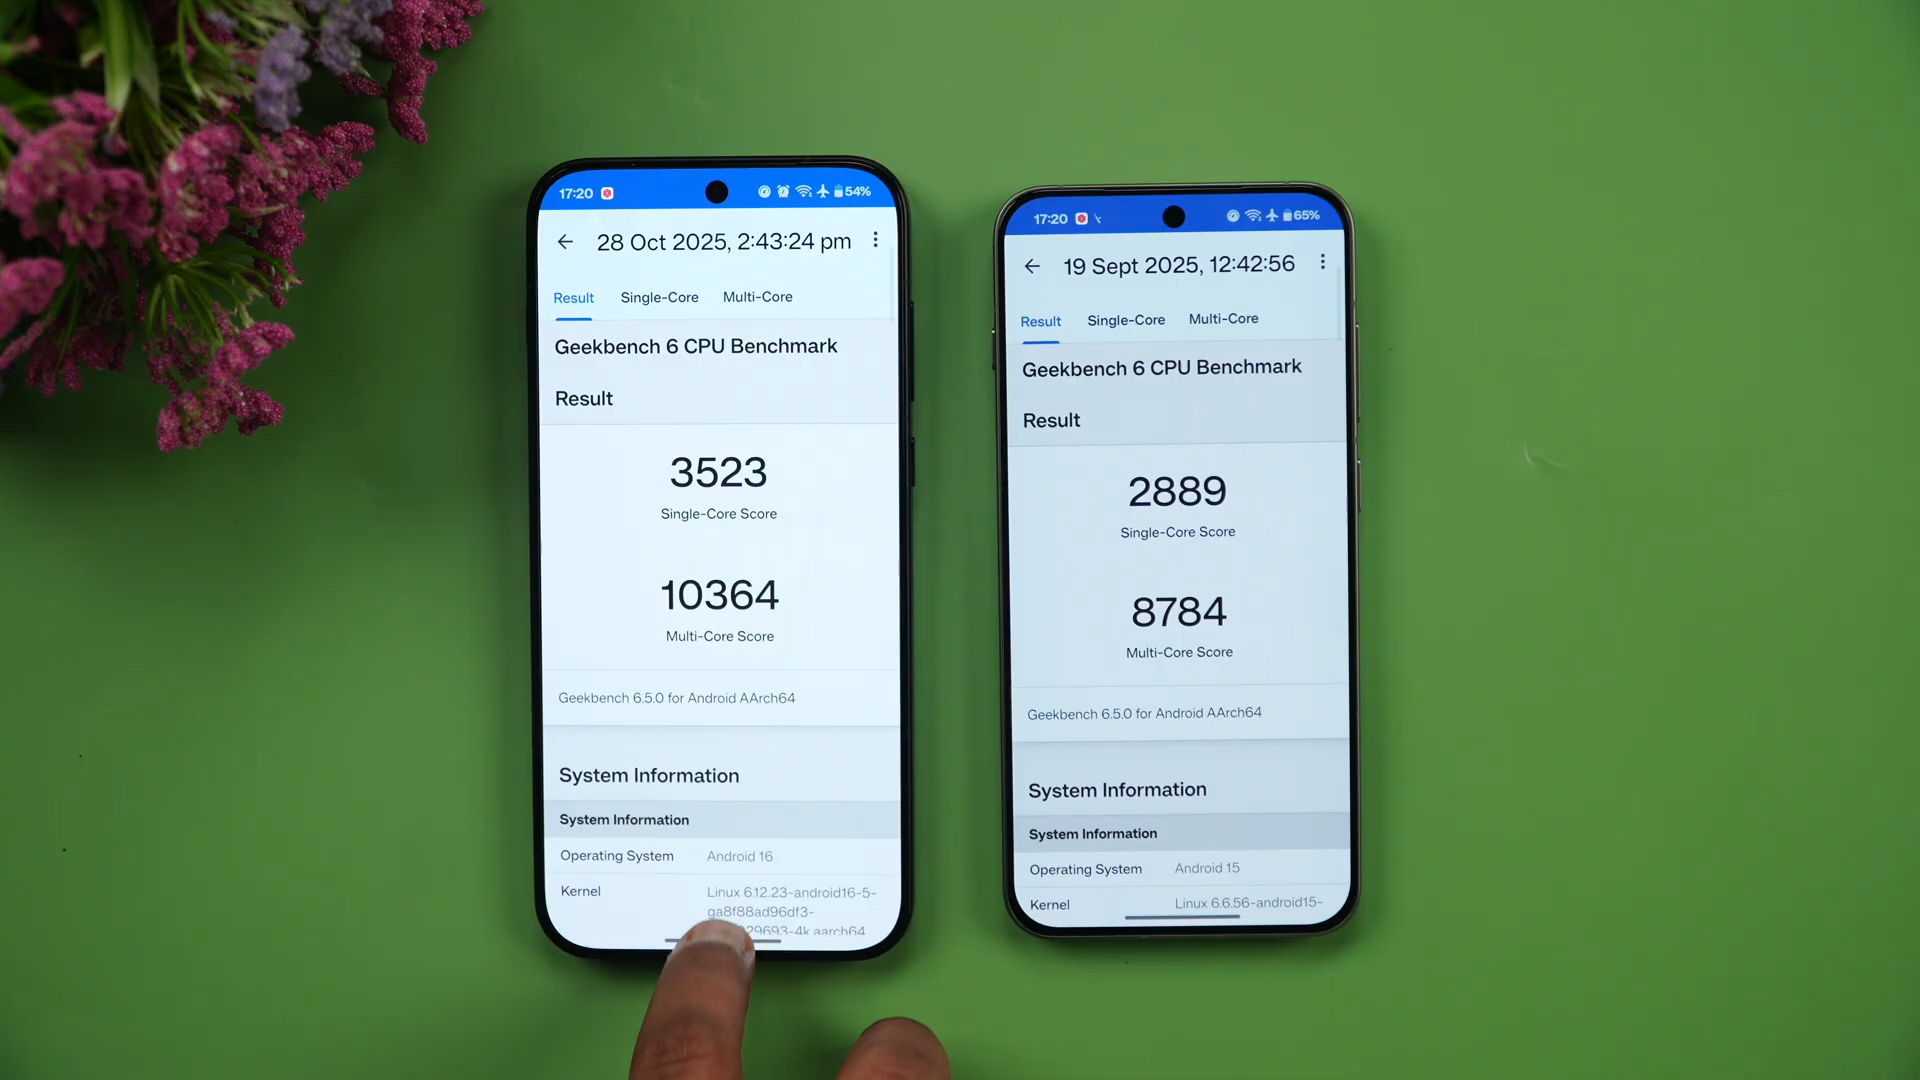 17:20
54%
28 Oct 2025, 2:43:24 pm
Result Single-Core Multi-Core
Geekbench 6 CPU Benchmark
Result
3523
Single-Core Score
10364
Multi-Core Score
Geekbench 6.5.0 for Android AArch64
System Information
System Information
Operating System Android 16
Kernel Linux 6.12.23-android16-5-
ga8f88ad96df3-
29693-4k aarch64
17:20
65%
19 Sept 2025, 12:42:56
Result Single-Core Multi-Core
Geekbench 6 CPU Benchmark
Result
2889
Single-Core Score
8784
Multi-Core Score
Geekbench 6.5.0 for Android AArch64
System Information
System Information
Operating System Android 15
Kernel Linux 6.6.56-android15-